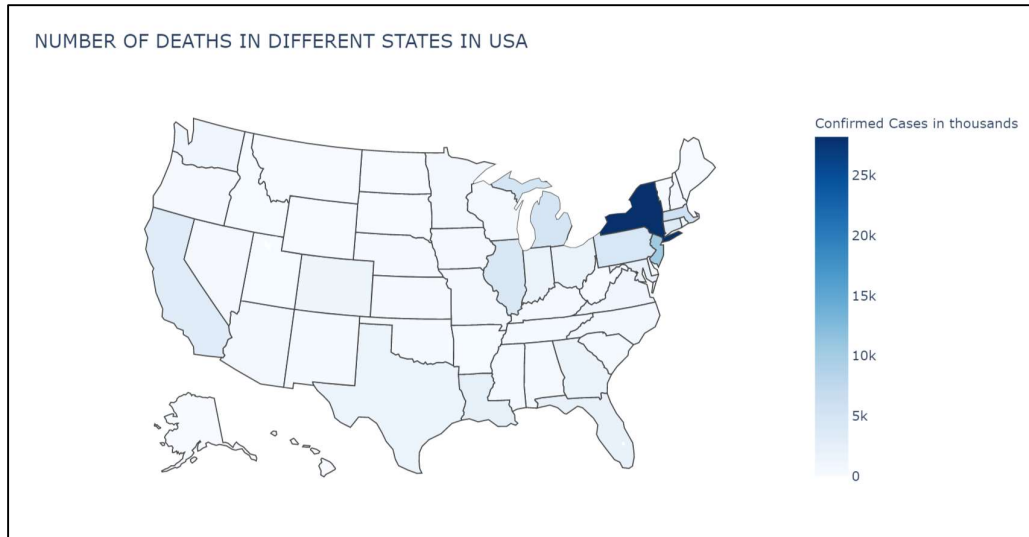 NUMBER OF DEATHS IN DIFFERENT STATES IN USA
Confirmed Cases in thousands
25k
20k
15k
10k
5k
0